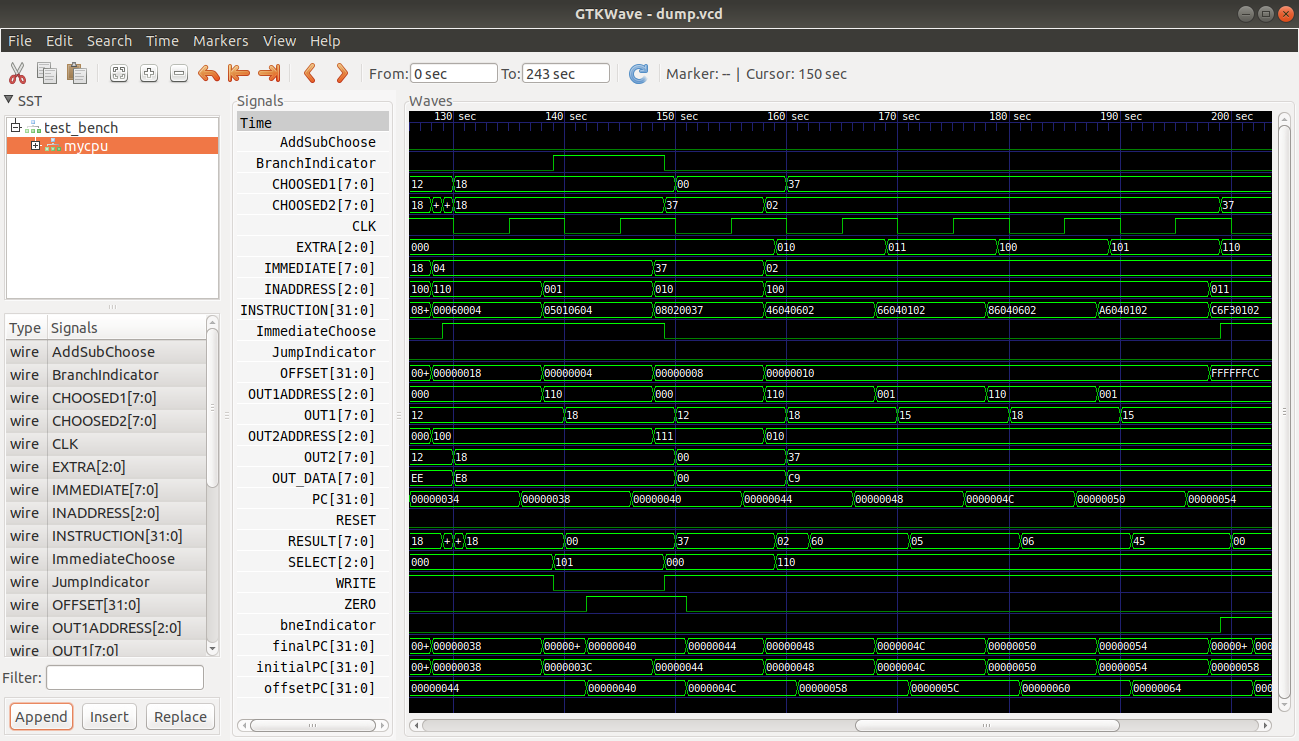 GTKWave - dump.vcd
File Edit Search Time Markers View Help
From: 0 sec To: 243 sec Marker: -- | Cursor: 150 sec
SST
test_bench
mycpu
Type Signals
wire AddSubChoose
wire BranchIndicator
wire CHOOSED1[7:0]
wire CHOOSED2[7:0]
wire CLK
wire EXTRA[2:0]
wire IMMEDIATE[7:0]
wire INADDRESS[2:0]
wire INSTRUCTION[31:0]
wire ImmediateChoose
wire JumpIndicator
wire OFFSET[31:0]
wire OUT1ADDRESS[2:0]
wire OUT1[7:0]
Filter:
Append Insert Replace
Signals
Waves
Time 130 sec 140 sec 150 sec 160 sec 170 sec 180 sec 190 sec 200 sec
AddSubChoose
BranchIndicator
CHOOSED1[7:0] 12 18 00 37
CHOOSED2[7:0] 18 + + 18 37 02 37
CLK
EXTRA[2:0] 000 010 011 100 101 110
IMMEDIATE[7:0] 18 04 37 02
INADDRESS[2:0] 100 110 001 010 100 011
INSTRUCTION[31:0] 08+ 00060004 05010604 08020037 46040602 66040102 86040602 A6040102 C6F30102
ImmediateChoose
JumpIndicator
OFFSET[31:0] 00+ 00000018 00000004 00000008 00000010 FFFFFFCC
OUT1ADDRESS[2:0] 000 110 000 110 001 110 001
OUT1[7:0] 12 18 12 18 15 18 15
OUT2ADDRESS[2:0] 000 100 111 010
OUT2[7:0] 12 18 00 37
OUT_DATA[7:0] EE E8 00 C9
PC[31:0] 00000034 00000038 00000040 00000044 00000048 0000004C 00000050 00000054
RESET
RESULT[7:0] 18 + + 18 00 37 02 60 05 06 45 00
SELECT[2:0] 000 101 000 110
WRITE
ZERO
bneIndicator
finalPC[31:0] 00+ 00000038 00000+ 00000040 00000044 00000048 0000004C 00000050 00000054 00000+ 000
initialPC[31:0] 00+ 00000038 0000003C 00000044 00000048 0000004C 00000050 00000054 00000058
offsetPC[31:0] 00000044 00000040 0000004C 00000058 0000005C 00000060 00000064 000